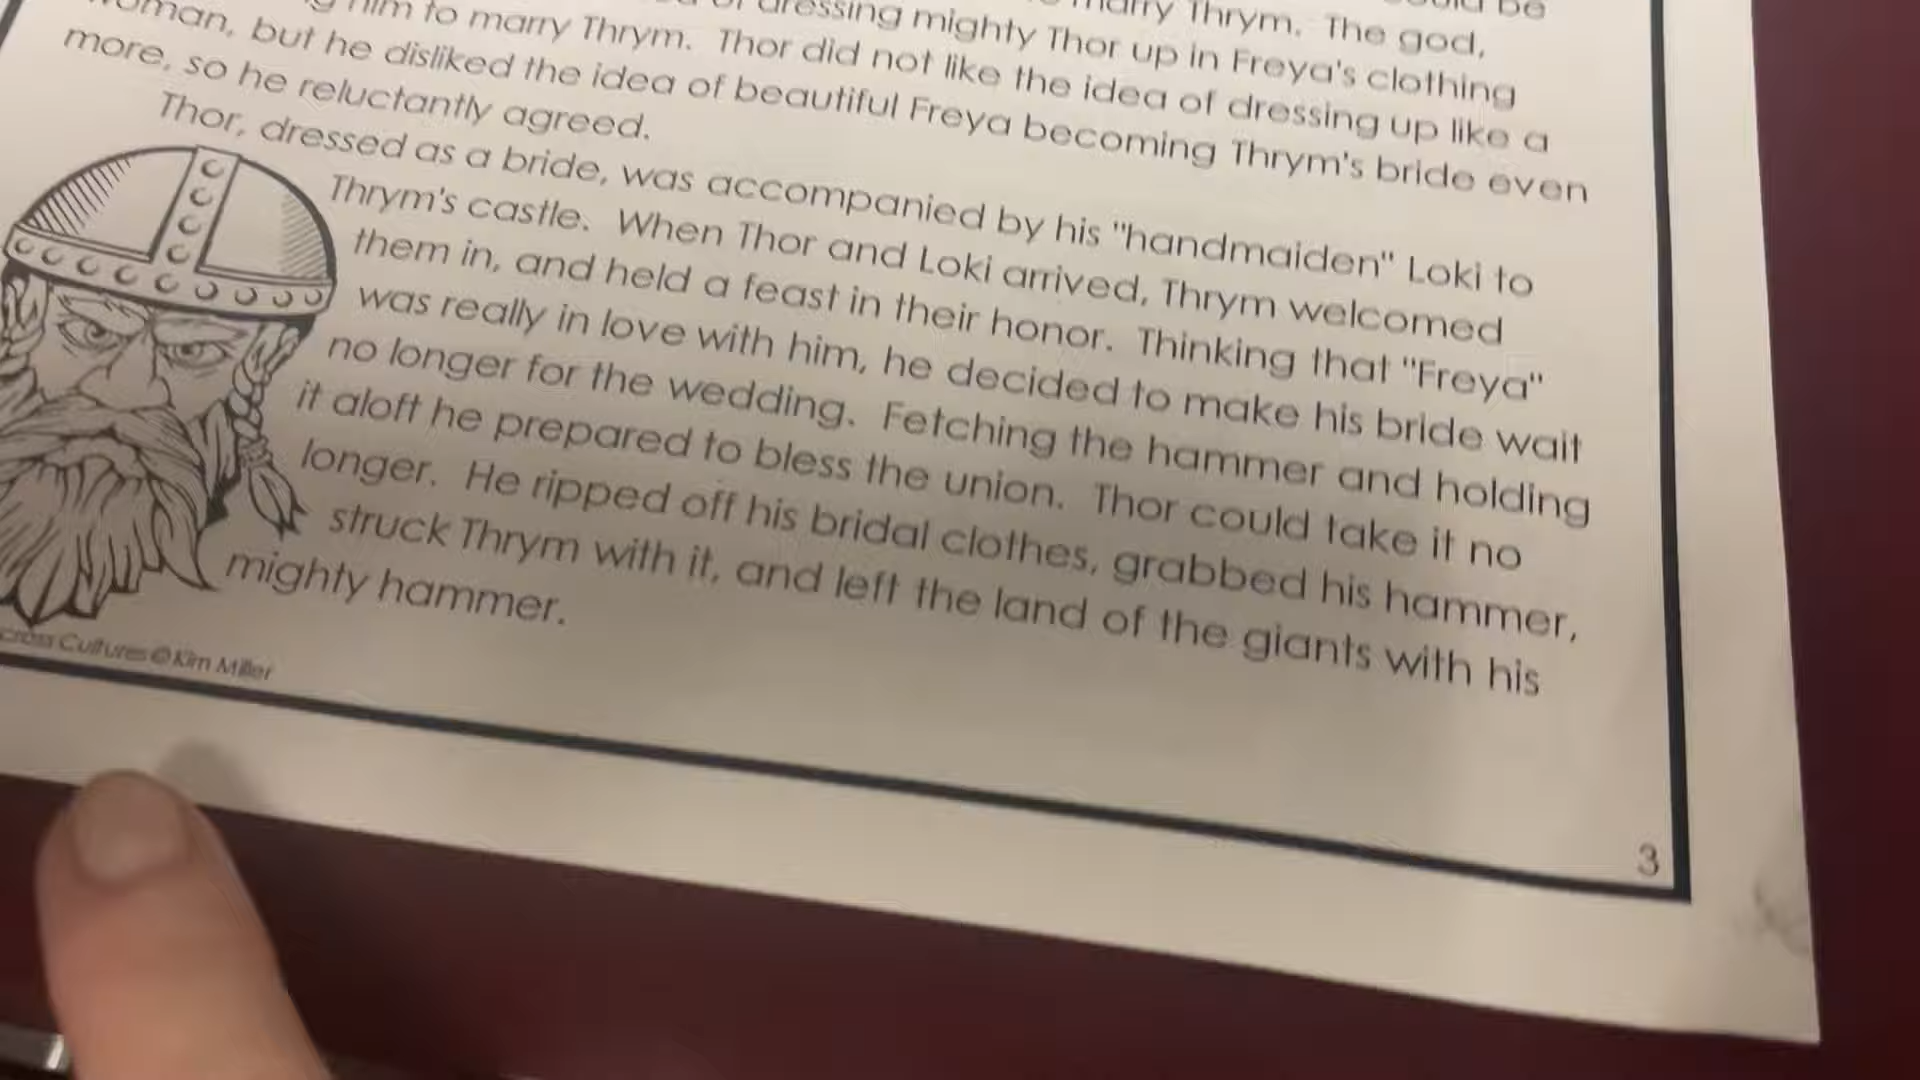 could be
marry Thrym. The god,
dressing mighty Thor up in Freya's clothing
him to marry Thrym. Thor did not like the idea of dressing up like a
woman, but he disliked the idea of beautiful Freya becoming Thrym's bride even
more, so he reluctantly agreed.
Thor, dressed as a bride, was accompanied by his "handmaiden" Loki to
Thrym's castle. When Thor and Loki arrived, Thrym welcomed
them in, and held a feast in their honor. Thinking that "Freya"
was really in love with him, he decided to make his bride wait
no longer for the wedding. Fetching the hammer and holding
it aloft he prepared to bless the union. Thor could take it no
longer. He ripped off his bridal clothes, grabbed his hammer,
struck Thrym with it, and left the land of the giants with his
mighty hammer.
Cultures © Kim Miller
3